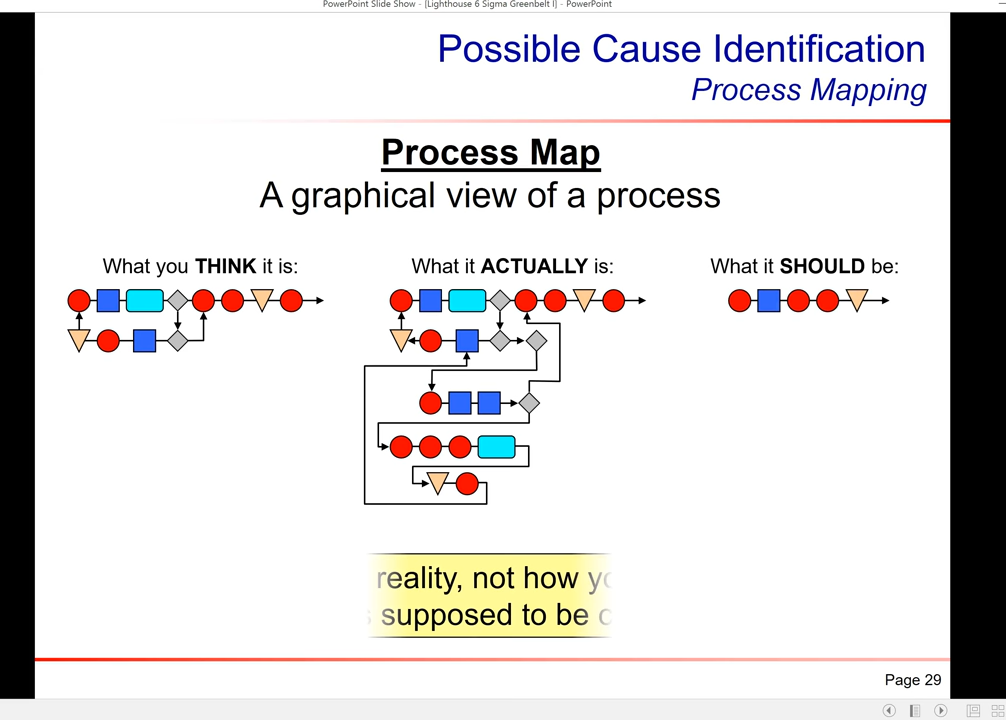 PowerPoint Slide Show - [Lighthouse 6 Sigma Greenbelt I] - PowerPoint
Possible Cause Identification
Process Mapping
Process Map
A graphical view of a process
What you THINK it is:
What it ACTUALLY is:
What it SHOULD be:
reality, not how
supposed to be
Page 29